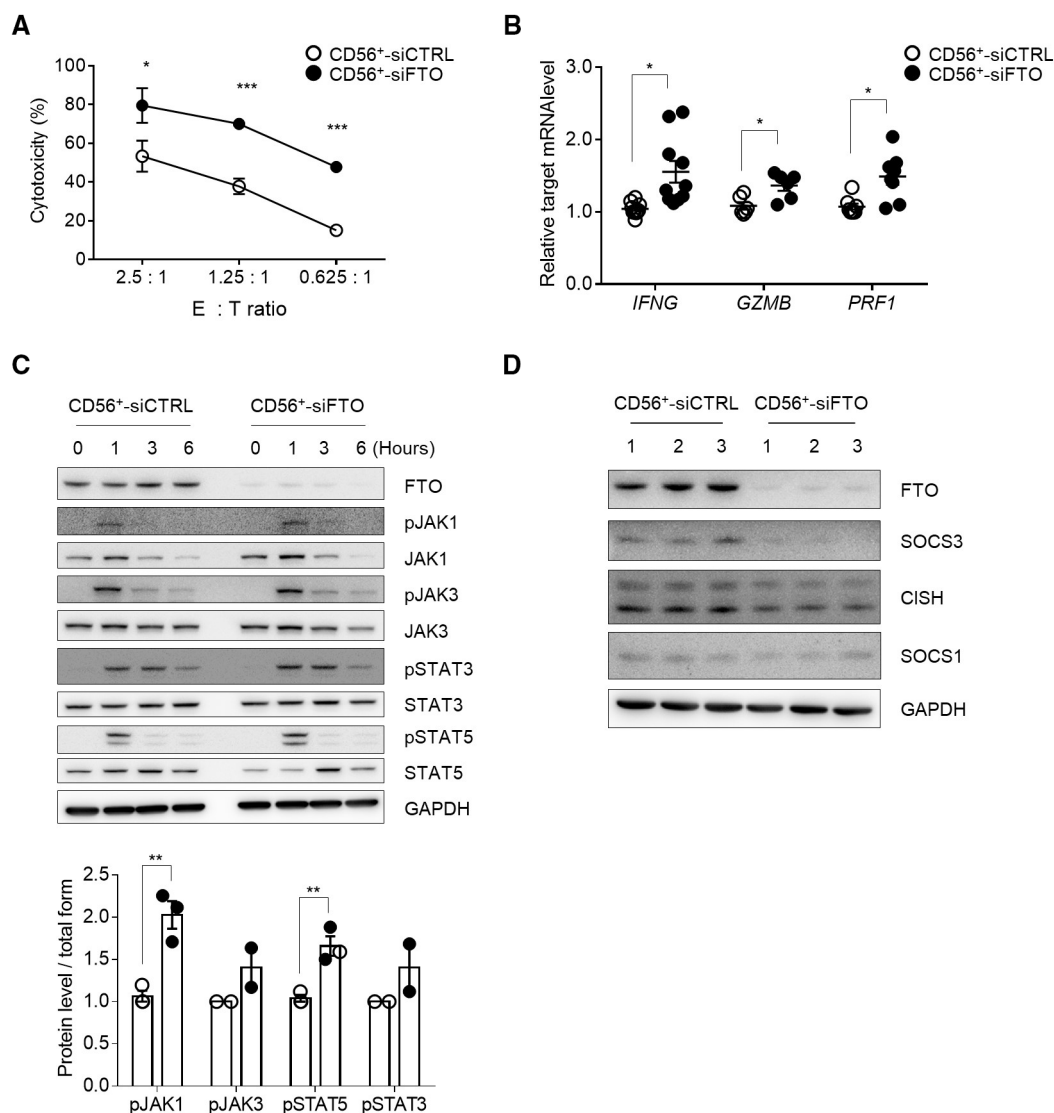 A
CD56⁺-siCTRL
CD56⁺-siFTO
100
80
60
40
20
0
Cytotoxicity (%)
*
***
***
2.5 : 1
1.25 : 1
0.625 : 1
E : T ratio
B
CD56⁺-siCTRL
CD56⁺-siFTO
3.0
2.0
1.0
0.0
Relative target mRNAlevel
*
*
*
IFNG
GZMB
PRF1
C
CD56⁺-siCTRL CD56⁺-siFTO
0 1 3 6 0 1 3 6 (Hours)
FTO
pJAK1
JAK1
pJAK3
JAK3
pSTAT3
STAT3
pSTAT5
STAT5
GAPDH
Protein level / total form
2.5
2.0
1.5
1.0
0.5
0.0
**
**
pJAK1 pJAK3 pSTAT5 pSTAT3
D
CD56⁺-siCTRL CD56⁺-siFTO
1 2 3 1 2 3
FTO
SOCS3
CISH
SOCS1
GAPDH